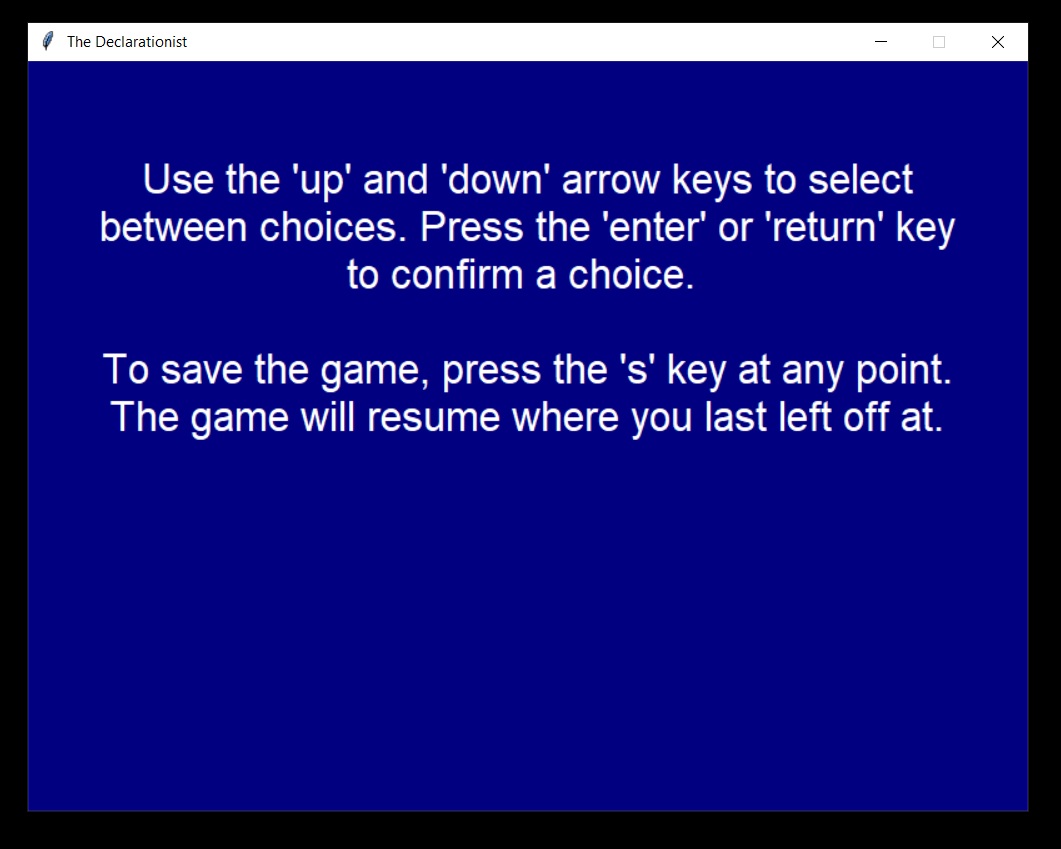 The Declarationist
Use the 'up' and 'down' arrow keys to select
between choices. Press the 'enter' or 'return' key
to confirm a choice.
To save the game, press the 's' key at any point.
The game will resume where you last left off at.